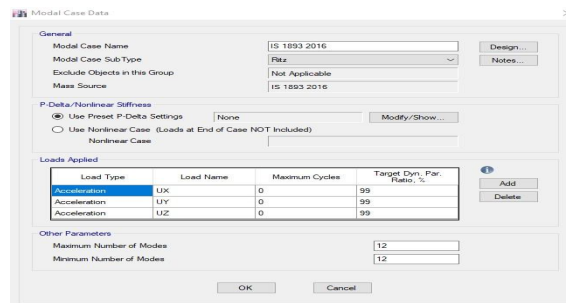 Modal Case Data
General
Modal Case Name IS 1893 2016 Design...
Modal Case SubType Ritz Notes...
Exclude Objects in this Group Not Applicable
Mass Source IS 1893 2016
P-Delta/Nonlinear Stiffness
Use Preset P-Delta Settings None Modify/Show...
Use Nonlinear Case (Loads at End of Case NOT Included)
Nonlinear Case
Loads Applied
Load Type Load Name Maximum Cycles Target Dyn. Par.
Ratio, %
Acceleration UX 0 99 Add
Acceleration UY 0 99 Delete
Acceleration UZ 0 99
Other Parameters
Maximum Number of Modes 12
Minimum Number of Modes 12
OK Cancel